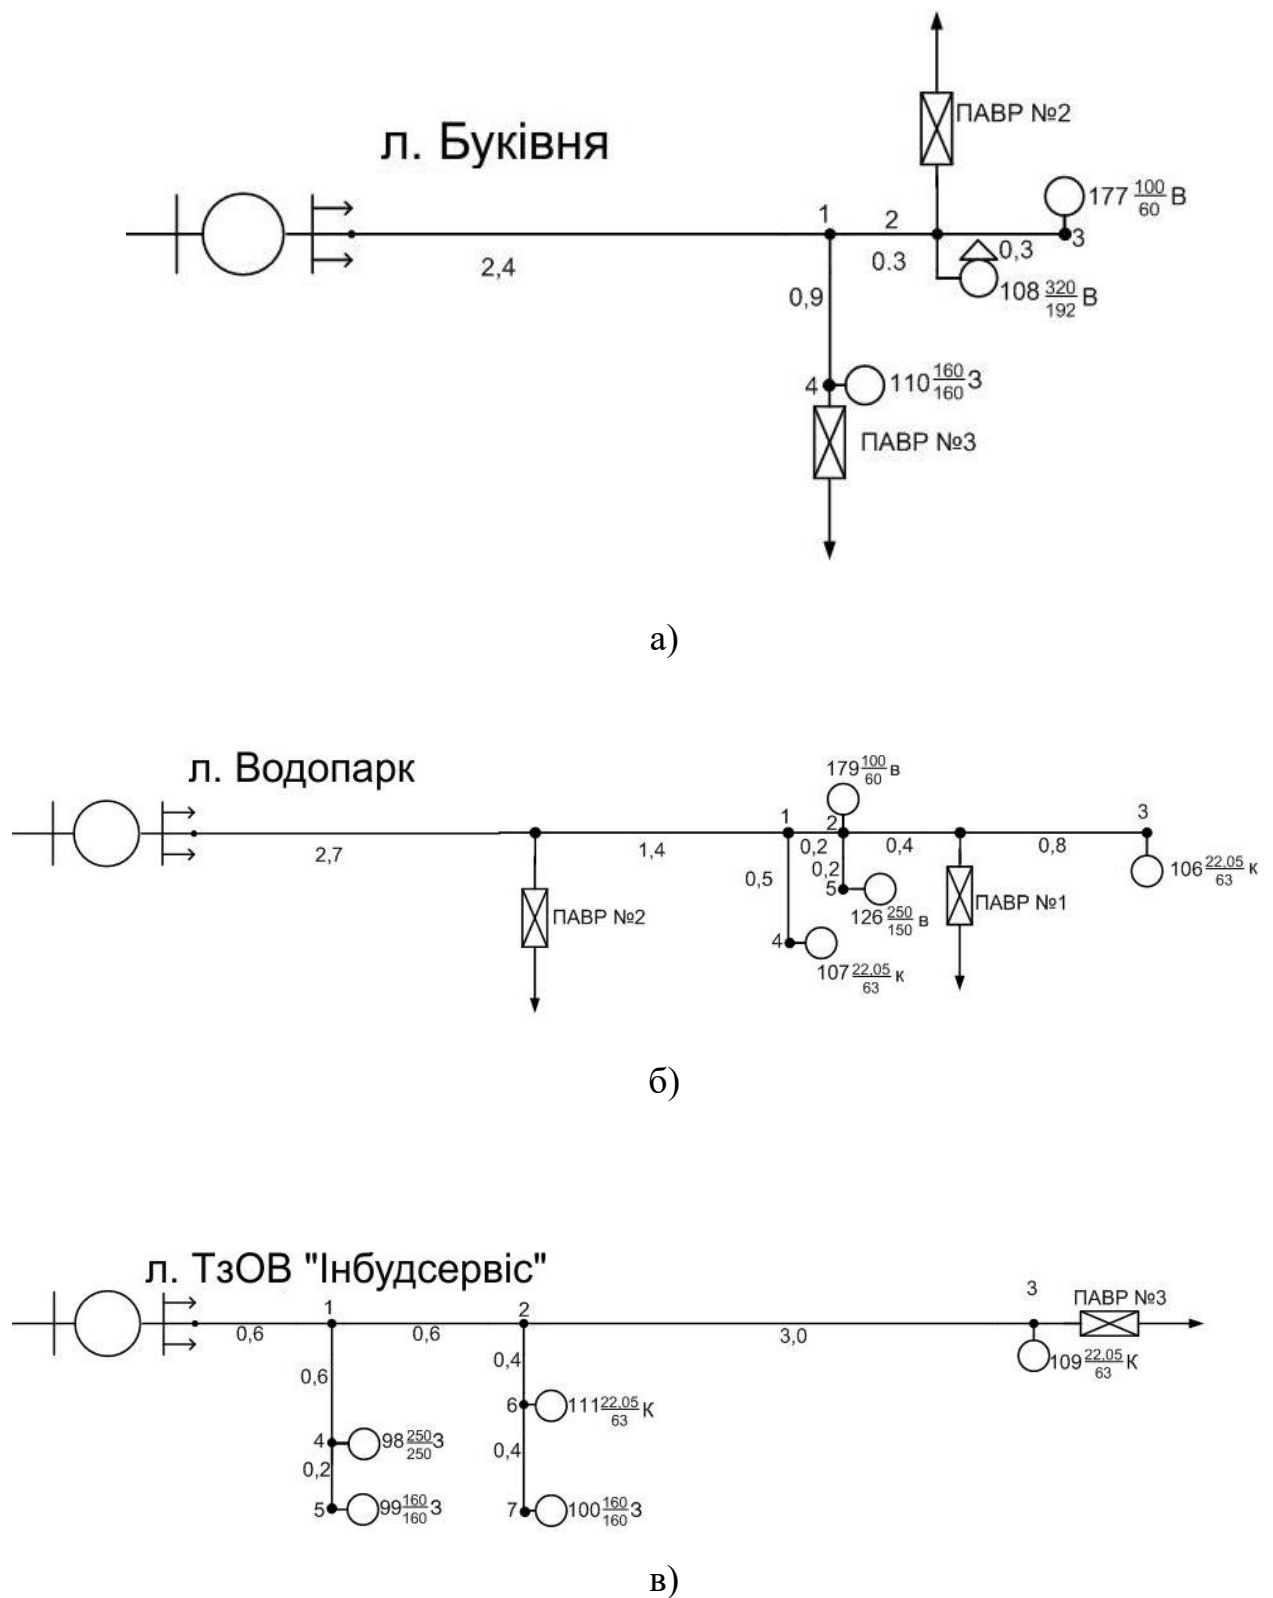 ПАВР №2
л. Буківня
177 100/60 В
1
2
3
2,4
0.3
0,3
108 320/192 В
0,9
4
110 160/160 З
ПАВР №3
а)
л. Водопарк
179 100/60 в
1
2
3
2,7
1,4
0,2
0,4
0,8
0,5
0,2
5
106 22,05/63 к
ПАВР №2
126 250/150 в
ПАВР №1
4
107 22,05/63 к
б)
л. ТзОВ "Інбудсервіс"
1
2
3
ПАВР №3
0,6
0,6
3,0
109 22,05/63 К
0,6
0,4
6
111 22,05/63 К
4
98 250/250 З
0,2
0,4
5
99 160/160 З
7
100 160/160 З
в)